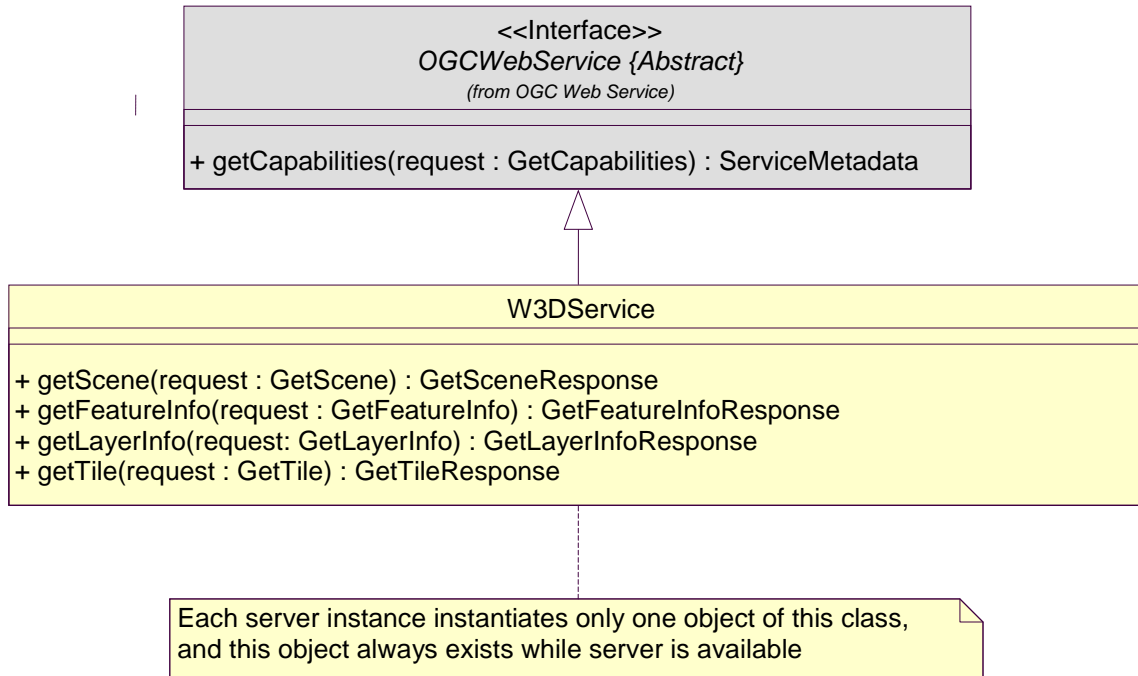 <<Interface>>
OGCWebService {Abstract}
(from OGC Web Service)
+ getCapabilities(request : GetCapabilities) : ServiceMetadata
W3DService
+ getScene(request : GetScene) : GetSceneResponse
+ getFeatureInfo(request : GetFeatureInfo) : GetFeatureInfoResponse
+ getLayerInfo(request: GetLayerInfo) : GetLayerInfoResponse
+ getTile(request : GetTile) : GetTileResponse
Each server instance instantiates only one object of this class,
and this object always exists while server is available